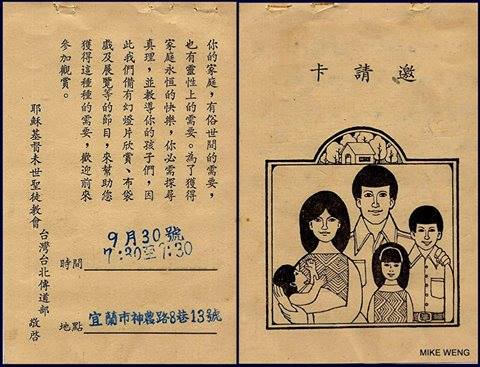 邀請卡
你的家庭，有俗世間的需要，
也有靈性上的需要。為了獲得
家庭永恒的快樂，你必需探尋
真理，並教導你的孩子們，因
此我們備有幻燈片欣賞、布袋
戲及展覽等的節目，來幫助您
獲得這種種的需要，歡迎前來
參加觀賞。
耶穌基督末世聖徒教會 台灣台北傳道部 敬啓
時間 9月30號
地點 宜蘭市神農路8巷13號
MIKE WENG